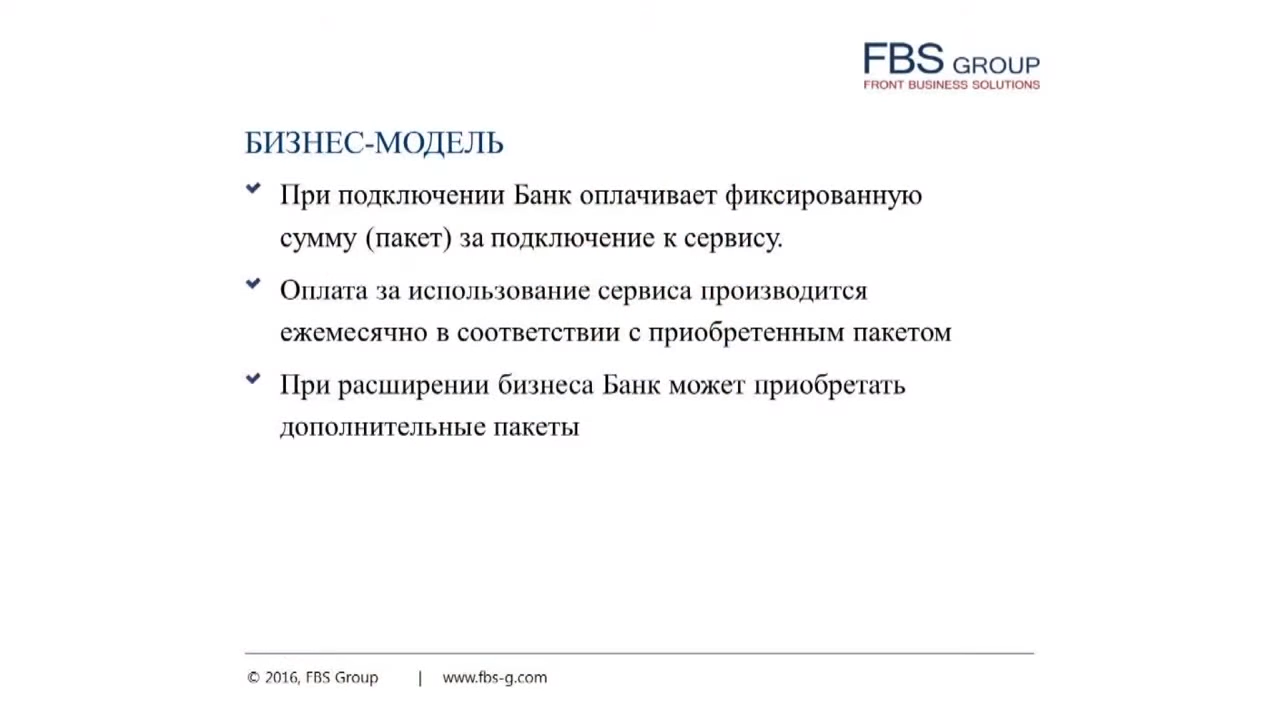 FBS GROUP
FRONT BUSINESS SOLUTIONS
БИЗНЕС-МОДЕЛЬ
При подключении Банк оплачивает фиксированную
сумму (пакет) за подключение к сервису.
Оплата за использование сервиса производится
ежемесячно в соответствии с приобретенным пакетом
При расширении бизнеса Банк может приобретать
дополнительные пакеты
© 2016, FBS Group | www.fbs-g.com